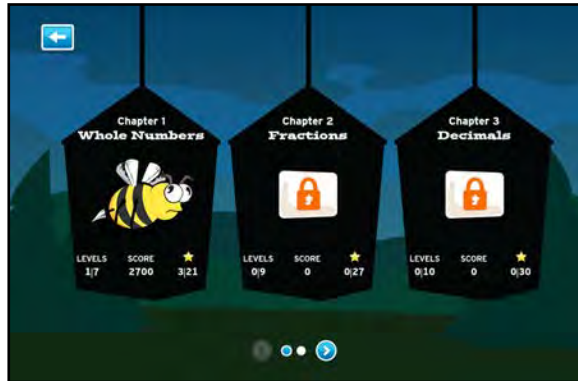 Chapter 1
Whole Numbers
LEVELS SCORE
1|7 2700 3|21
Chapter 2
Fractions
LEVELS SCORE
0|9 0 0|27
Chapter 3
Decimals
LEVELS SCORE
0|10 0 0|30